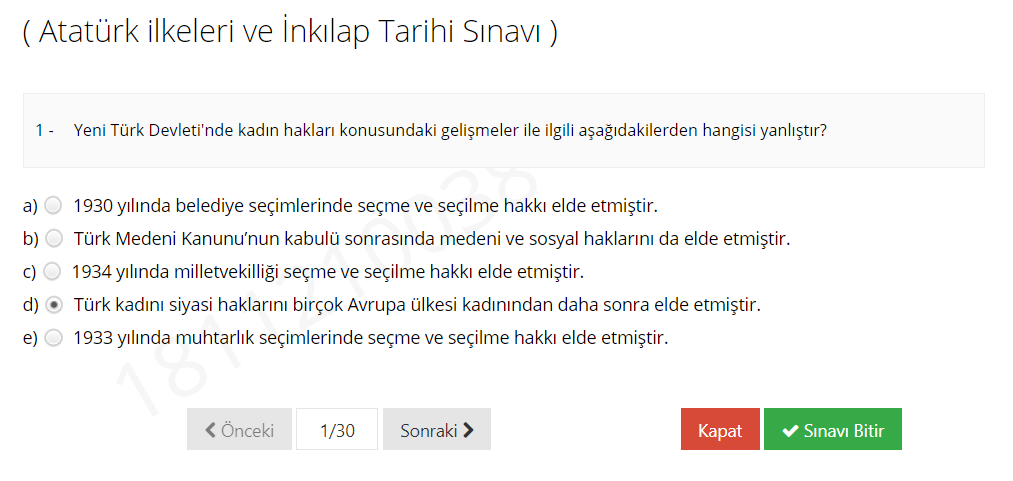 ( Atatürk ilkeleri ve İnkılap Tarihi Sınavı )
1 - Yeni Türk Devleti'nde kadın hakları konusundaki gelişmeler ile ilgili aşağıdakilerden hangisi yanlıştır?
a) 1930 yılında belediye seçimlerinde seçme ve seçilme hakkı elde etmiştir.
b) Türk Medeni Kanunu’nun kabulü sonrasında medeni ve sosyal haklarını da elde etmiştir.
c) 1934 yılında milletvekilliği seçme ve seçilme hakkı elde etmiştir.
d) Türk kadını siyasi haklarını birçok Avrupa ülkesi kadınından daha sonra elde etmiştir.
e) 1933 yılında muhtarlık seçimlerinde seçme ve seçilme hakkı elde etmiştir.
Önceki 1/30 Sonraki Kapat Sınavı Bitir